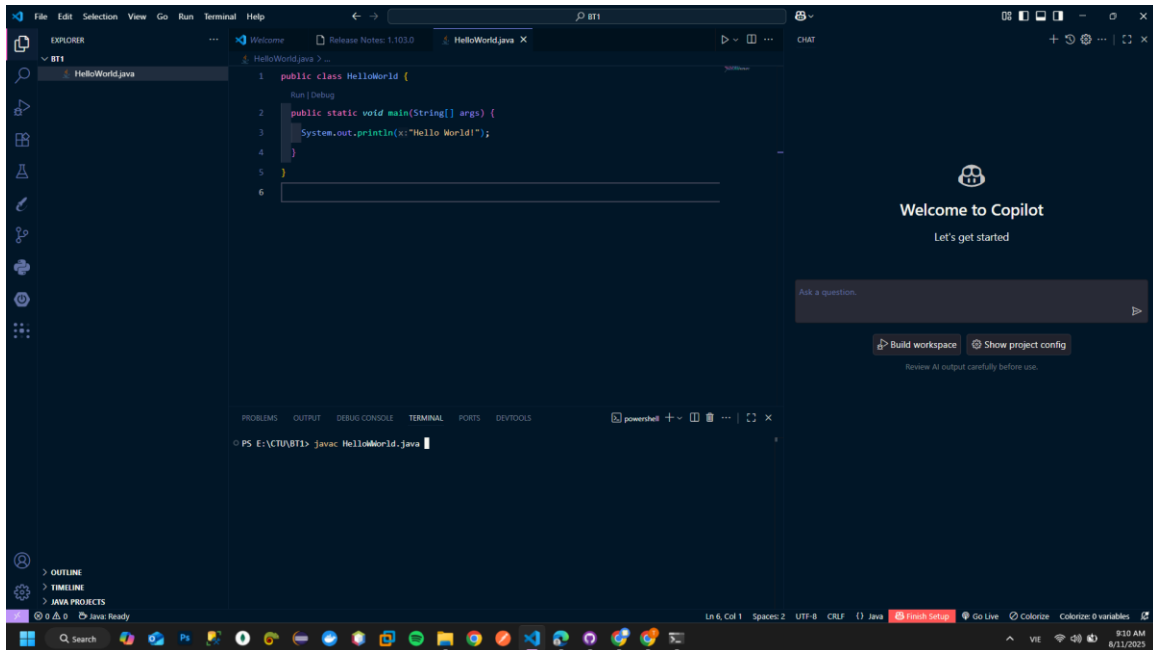 File Edit Selection View Go Run Terminal Help
BT1
EXPLORER
BT1
HelloWorld.java
OUTLINE
TIMELINE
JAVA PROJECTS
Welcome Release Notes: 1.103.0 HelloWorld.java
HelloWorld.java > ...
1 public class HelloWorld {
Run | Debug
2 public static void main(String[] args) {
3 System.out.println(x:"Hello World!");
4 }
5 }
6
PROBLEMS OUTPUT DEBUG CONSOLE TERMINAL PORTS DEVTOOLS
powershell
PS E:\CTU\BT1> javac HelloWWorld.java
CHAT
Welcome to Copilot
Let's get started
Ask a question.
Build workspace Show project config
Review AI output carefully before use.
0 0 Java: Ready
Ln 6, Col 1 Spaces: 2 UTF-8 CRLF {} Java Finish Setup Go Live Colorize Colorize: 0 variables
Search
Ps
VIE
9:10 AM
8/11/2025